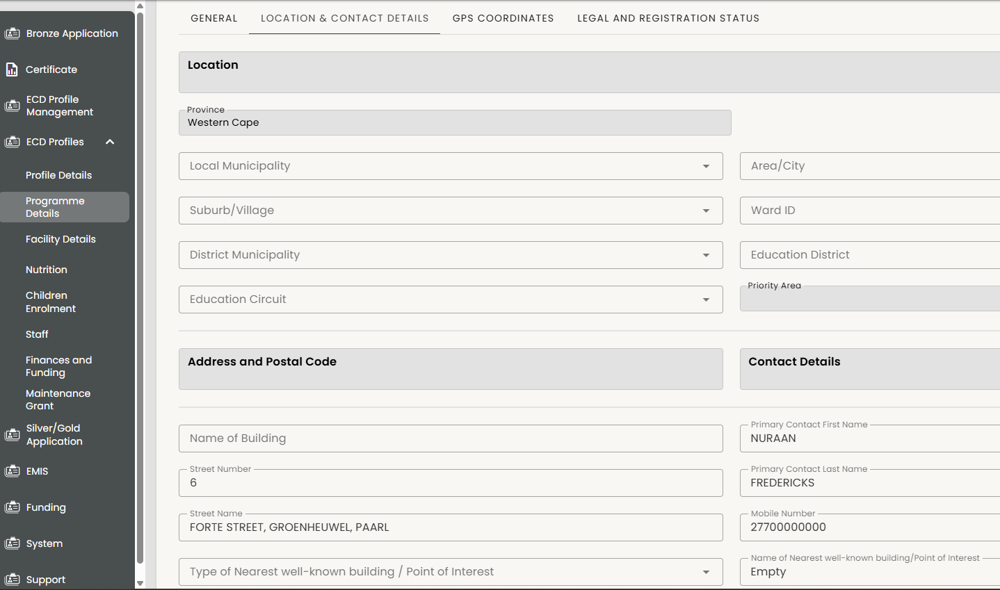 GENERAL
LOCATION & CONTACT DETAILS
GPS COORDINATES
LEGAL AND REGISTRATION STATUS
Bronze Application
Certificate
ECD Profile
Management
ECD Profiles
Profile Details
Programme
Details
Facility Details
Nutrition
Children
Enrolment
Staff
Finances and
Funding
Maintenance
Grant
Silver/Gold
Application
EMIS
Funding
System
Support
Location
Province
Western Cape
Local Municipality
Area/City
Suburb/Village
Ward ID
District Municipality
Education District
Education Circuit
Priority Area
Address and Postal Code
Contact Details
Name of Building
Primary Contact First Name
NURAAN
Street Number
6
Primary Contact Last Name
FREDERICKS
Street Name
FORTE STREET, GROENHEUWEL, PAARL
Mobile Number
27700000000
Type of Nearest well-known building / Point of Interest
Name of Nearest well-known building/Point of Interest
Empty